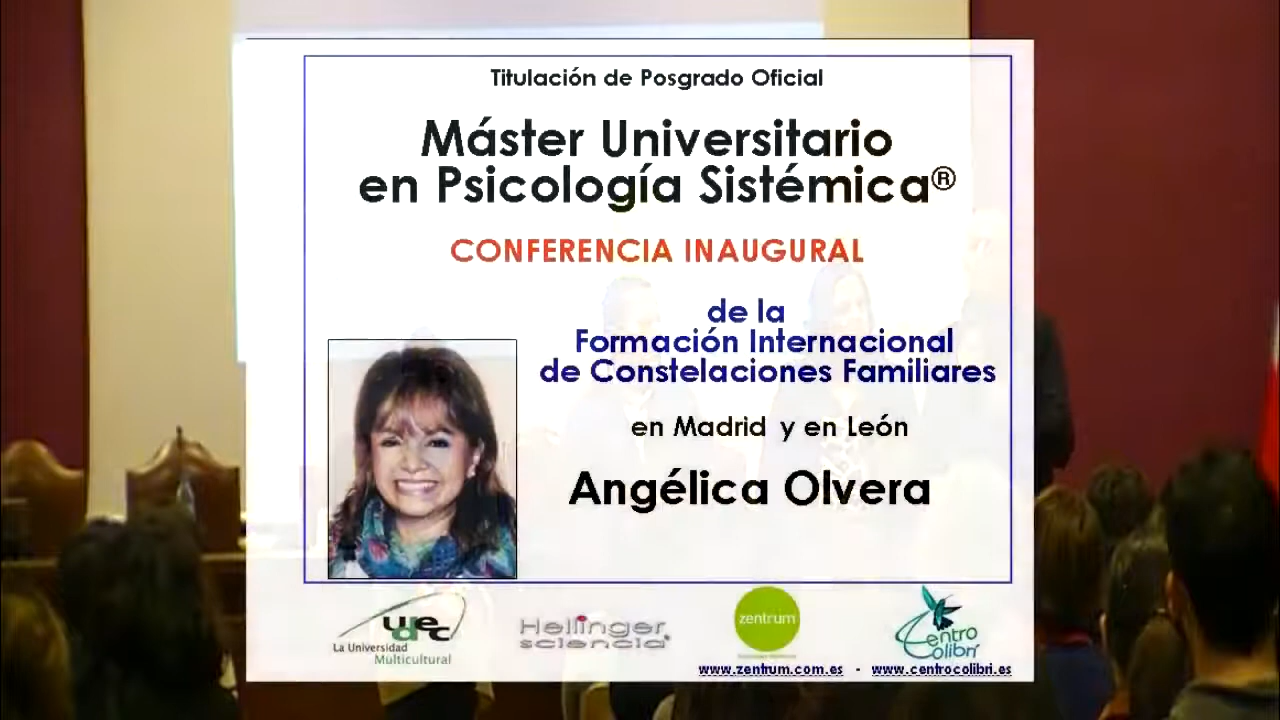 Titulación de Posgrado Oficial
Máster Universitario
en Psicología Sistémica®
CONFERENCIA INAUGURAL
de la
Formación Internacional
de Constelaciones Familiares
en Madrid y en León
Angélica Olvera
udec
La Universidad
Multicultural
Hellinger
sciencia®
zentrum
Centro
Colibrí
www.zentrum.com.es - www.centrocolibri.es